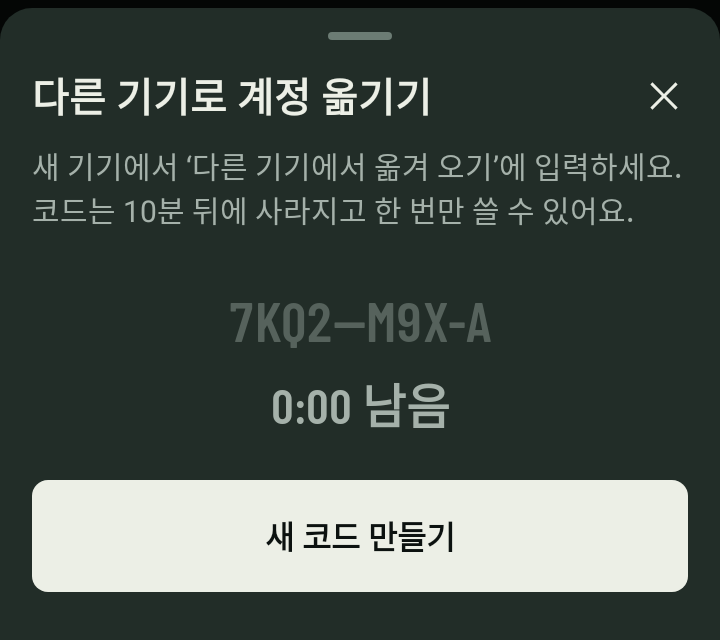 다른 기기로 계정 옮기기
새 기기에서 ‘다른 기기에서 옮겨 오기’에 입력하세요.
코드는 10분 뒤에 사라지고 한 번만 쓸 수 있어요.
7KQ2—M9X-A
0:00 남음
새 코드 만들기